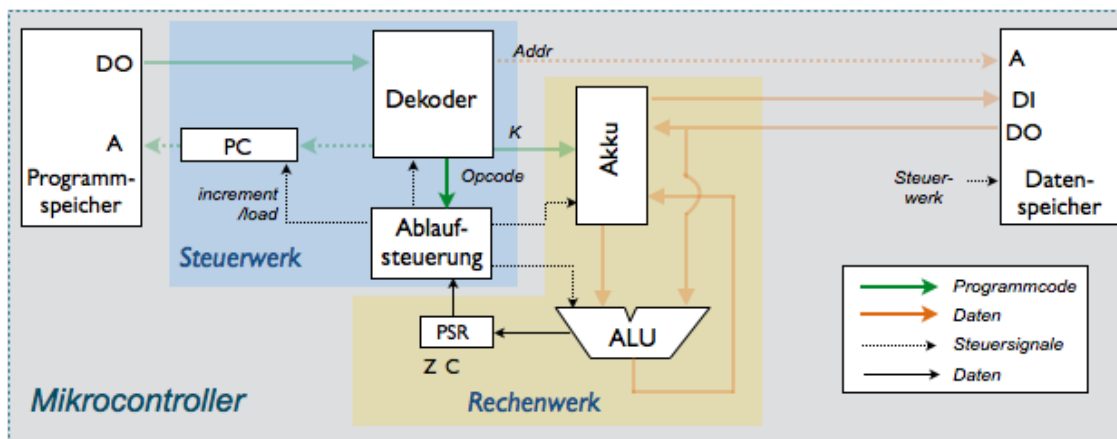 DO
A
Programm-
speicher
PC
increment
/load
Steuerwerk
Dekoder
Opcode
Ablauf-
steuerung
PSR
Z C
Addr
K
Akku
ALU
Rechenwerk
A
DI
DO
Steuer-
werk
Daten-
speicher
Programmcode
Daten
Steuersignale
Daten
Mikrocontroller